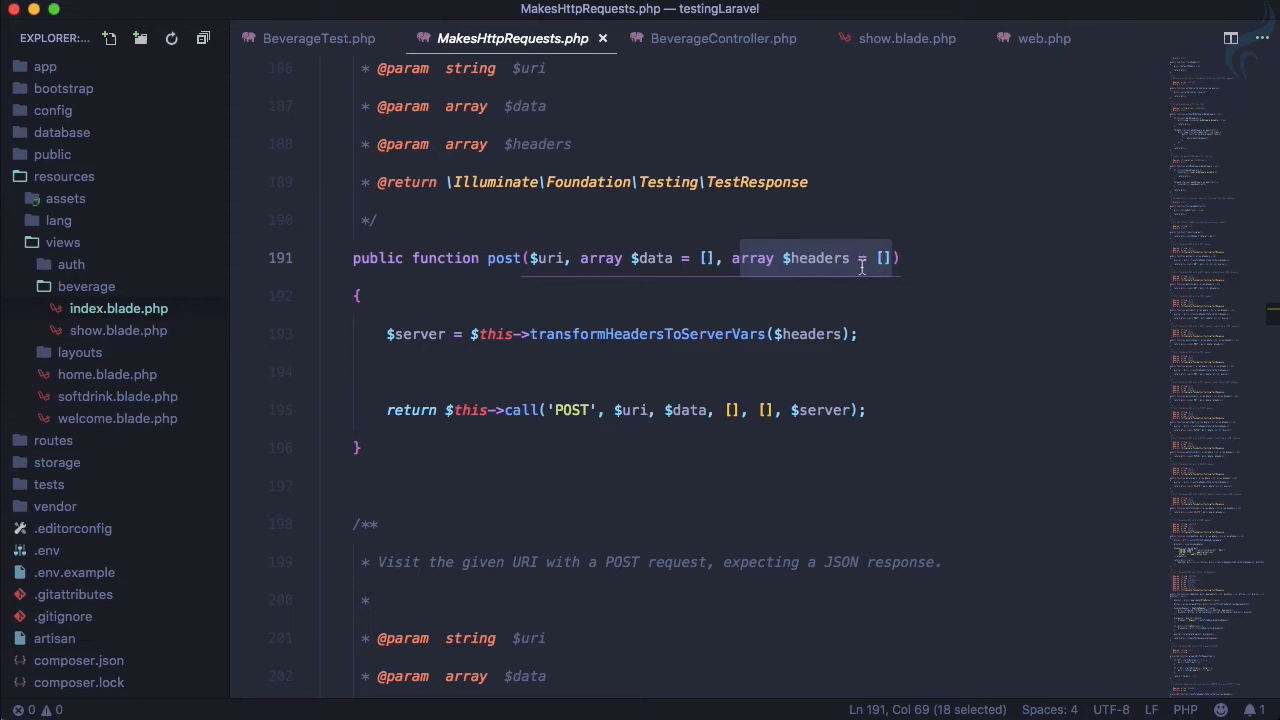 MakesHttpRequests.php — testingLaravel
EXPLORER:...
BeverageTest.php
MakesHttpRequests.php
BeverageController.php
show.blade.php
web.php
app
bootstrap
config
database
public
resources
assets
lang
views
auth
beverage
index.blade.php
show.blade.php
layouts
home.blade.php
nodrink.blade.php
welcome.blade.php
routes
storage
tests
vendor
.editorconfig
.env
.env.example
.gitattributes
.gitignore
artisan
composer.json
composer.lock
186 * @param string $uri
187 * @param array $data
188 * @param array $headers
189 * @return \Illuminate\Foundation\Testing\TestResponse
190 */
191 public function post($uri, array $data = [], array $headers = [])
192 {
193 $server = $this->transformHeadersToServerVars($headers);
194
195 return $this->call('POST', $uri, $data, [], [], $server);
196 }
197
198 /**
199 * Visit the given URI with a POST request, expecting a JSON response.
200 *
201 * @param string $uri
202 * @param array $data
0 0
Ln 191, Col 69 (18 selected) Spaces: 4 UTF-8 LF PHP 1